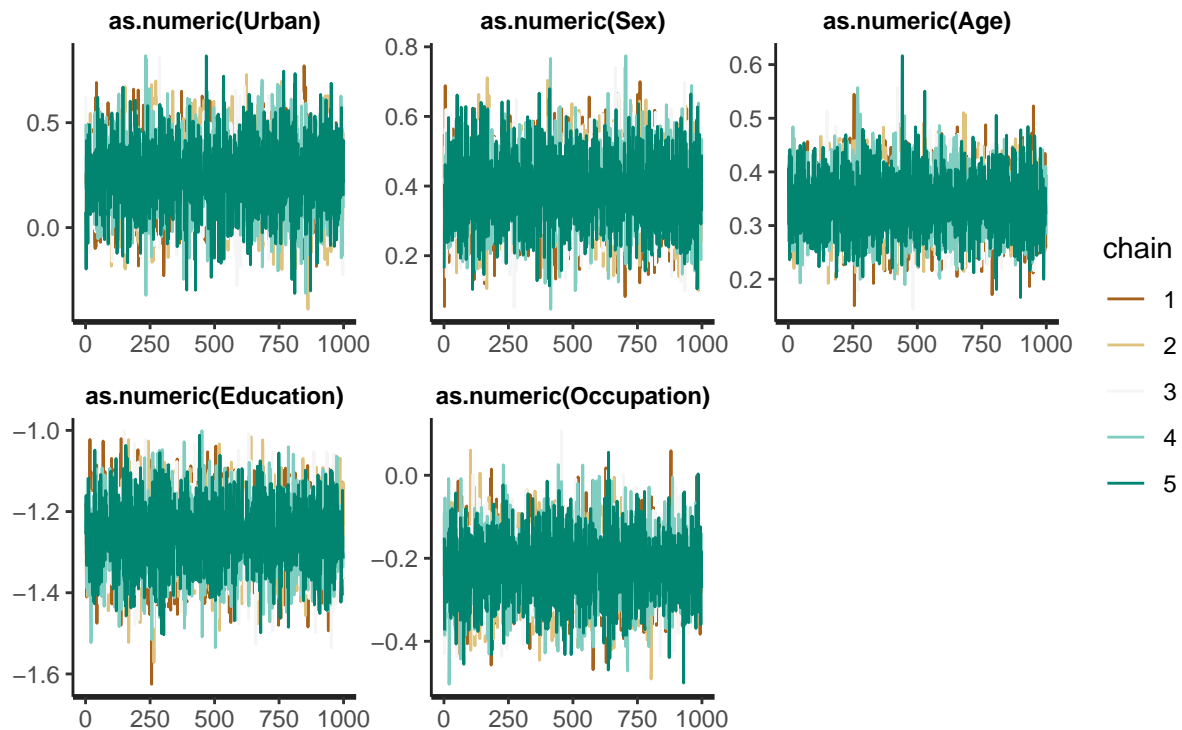 as.numeric(Urban) as.numeric(Sex) as.numeric(Age)
0.5
0.0
0 250 500 750 1000
0.8
0.6
0.4
0.2
0 250 500 750 1000
0.6
0.5
0.4
0.3
0.2
0 250 500 750 1000
as.numeric(Education) as.numeric(Occupation)
−1.0
−1.2
−1.4
−1.6
0 250 500 750 1000
0.0
−0.2
−0.4
0 250 500 750 1000
chain
1
2
3
4
5